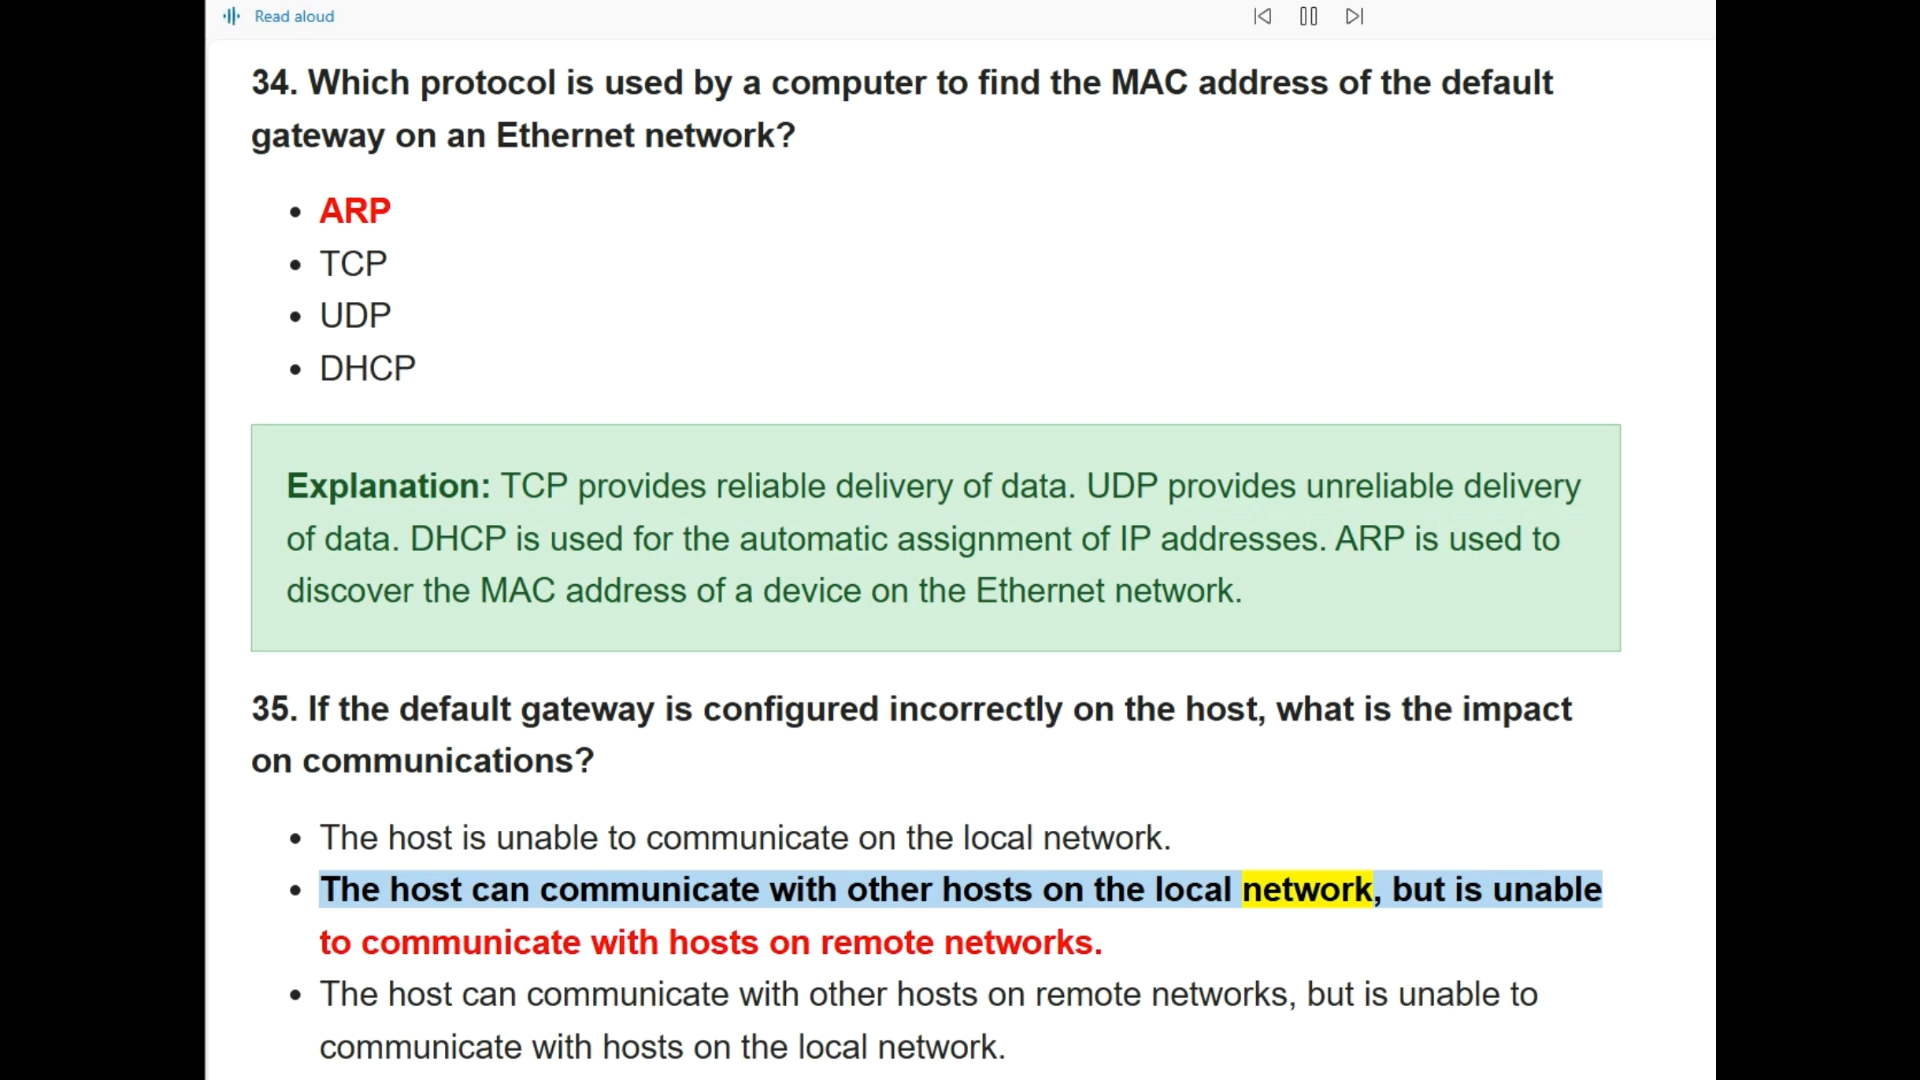 Read aloud
34. Which protocol is used by a computer to find the MAC address of the default
gateway on an Ethernet network?
• ARP
• TCP
• UDP
• DHCP
Explanation: TCP provides reliable delivery of data. UDP provides unreliable delivery
of data. DHCP is used for the automatic assignment of IP addresses. ARP is used to
discover the MAC address of a device on the Ethernet network.
35. If the default gateway is configured incorrectly on the host, what is the impact
on communications?
• The host is unable to communicate on the local network.
• The host can communicate with other hosts on the local network, but is unable
to communicate with hosts on remote networks.
• The host can communicate with other hosts on remote networks, but is unable to
communicate with hosts on the local network.